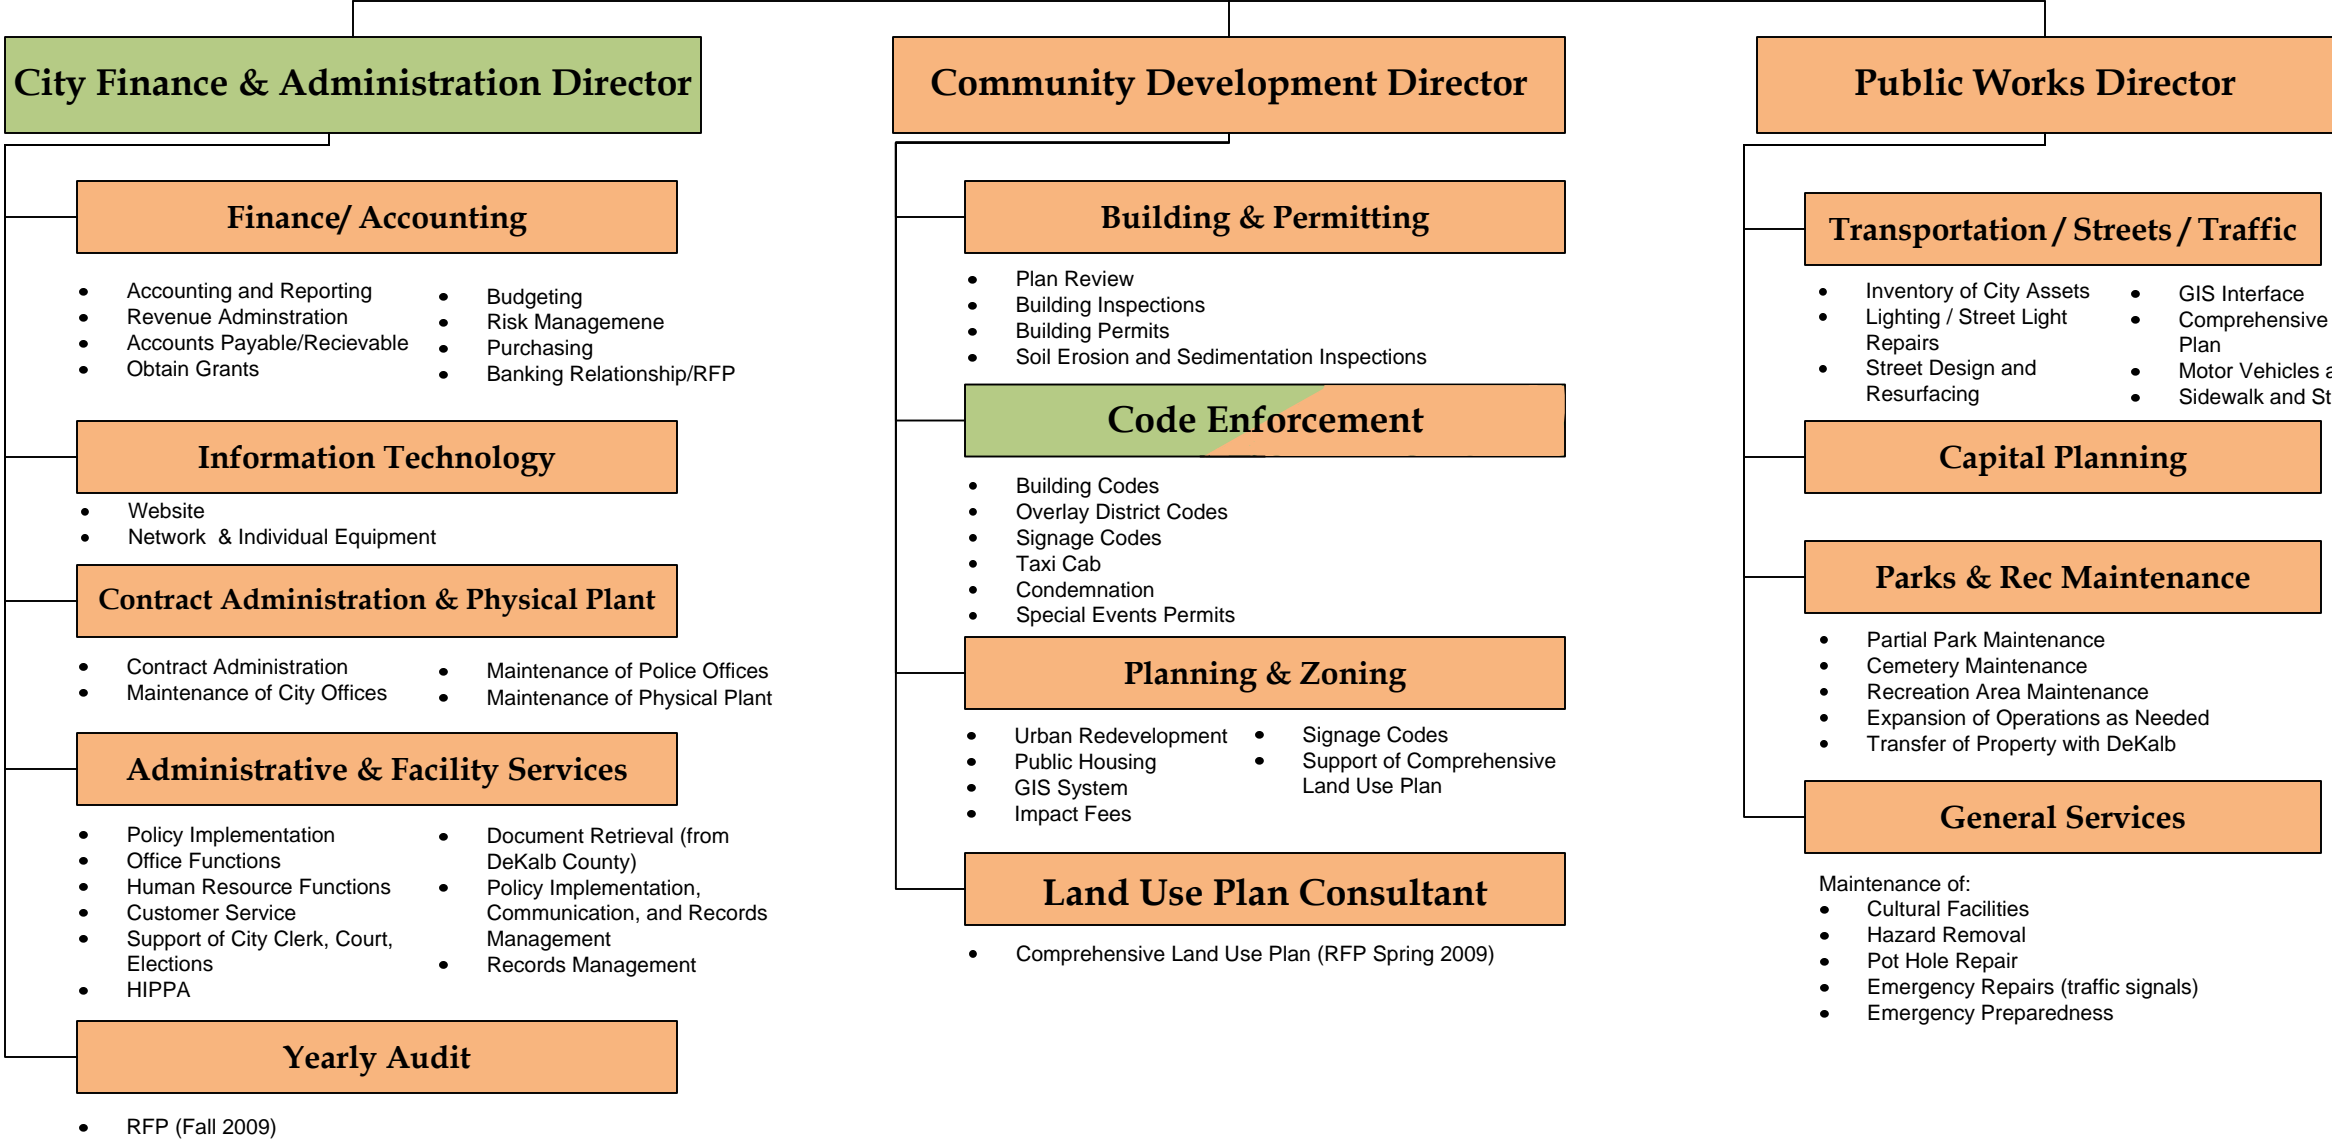 City Finance & Administration Director
Finance/ Accounting
Accounting and Reporting
Revenue Adminstration
Accounts Payable/Recievable
Obtain Grants
Budgeting
Risk Managemene
Purchasing
Banking Relationship/RFP
Information Technology
Website
Network & Individual Equipment
Contract Administration & Physical Plant
Contract Administration
Maintenance of City Offices
Maintenance of Police Offices
Maintenance of Physical Plant
Administrative & Facility Services
Policy Implementation
Office Functions
Human Resource Functions
Customer Service
Support of City Clerk, Court,
Elections
HIPPA
Document Retrieval (from
DeKalb County)
Policy Implementation,
Communication, and Records
Management
Records Management
Yearly Audit
RFP (Fall 2009)
Community Development Director
Building & Permitting
Plan Review
Building Inspections
Building Permits
Soil Erosion and Sedimentation Inspections
Code Enforcement
Building Codes
Overlay District Codes
Signage Codes
Taxi Cab
Condemnation
Special Events Permits
Planning & Zoning
Urban Redevelopment
Public Housing
GIS System
Impact Fees
Signage Codes
Support of Comprehensive
Land Use Plan
Land Use Plan Consultant
Comprehensive Land Use Plan (RFP Spring 2009)
Public Works Director
Transportation / Streets / Traffic
Inventory of City Assets
Lighting / Street Light
Repairs
Street Design and
Resurfacing
GIS Interface
Comprehensive
Plan
Motor Vehicles
Sidewalk and
Capital Planning
Parks & Rec Maintenance
Partial Park Maintenance
Cemetery Maintenance
Recreation Area Maintenance
Expansion of Operations as Needed
Transfer of Property with DeKalb
General Services
Maintenance of:
Cultural Facilities
Hazard Removal
Pot Hole Repair
Emergency Repairs (traffic signals)
Emergency Preparedness